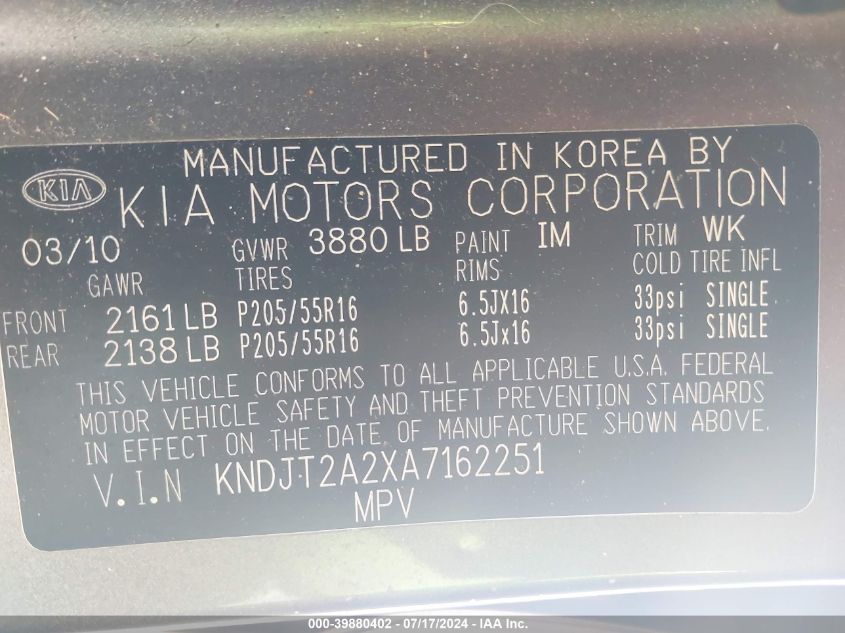 MANUFACTURED IN KOREA BY
KIA KIA MOTORS CORPORATION
03/10 GVWR 3880 LB PAINT IM TRIM WK
GAWR TIRES RIMS COLD TIRE INFL
FRONT 2161 LB P205/55R16 6.5JX16 33psi SINGLE
REAR 2138 LB P205/55R16 6.5Jx16 33psi SINGLE
THIS VEHICLE CONFORMS TO ALL APPLICABLE U.S.A. FEDERAL
MOTOR VEHICLE SAFETY AND THEFT PREVENTION STANDARDS
IN EFFECT ON THE DATE OF MANUFACTURE SHOWN ABOVE.
V.I.N KNDJT2A2XA7162251
MPV
000-39880402 - 07/17/2024 - IAA Inc.